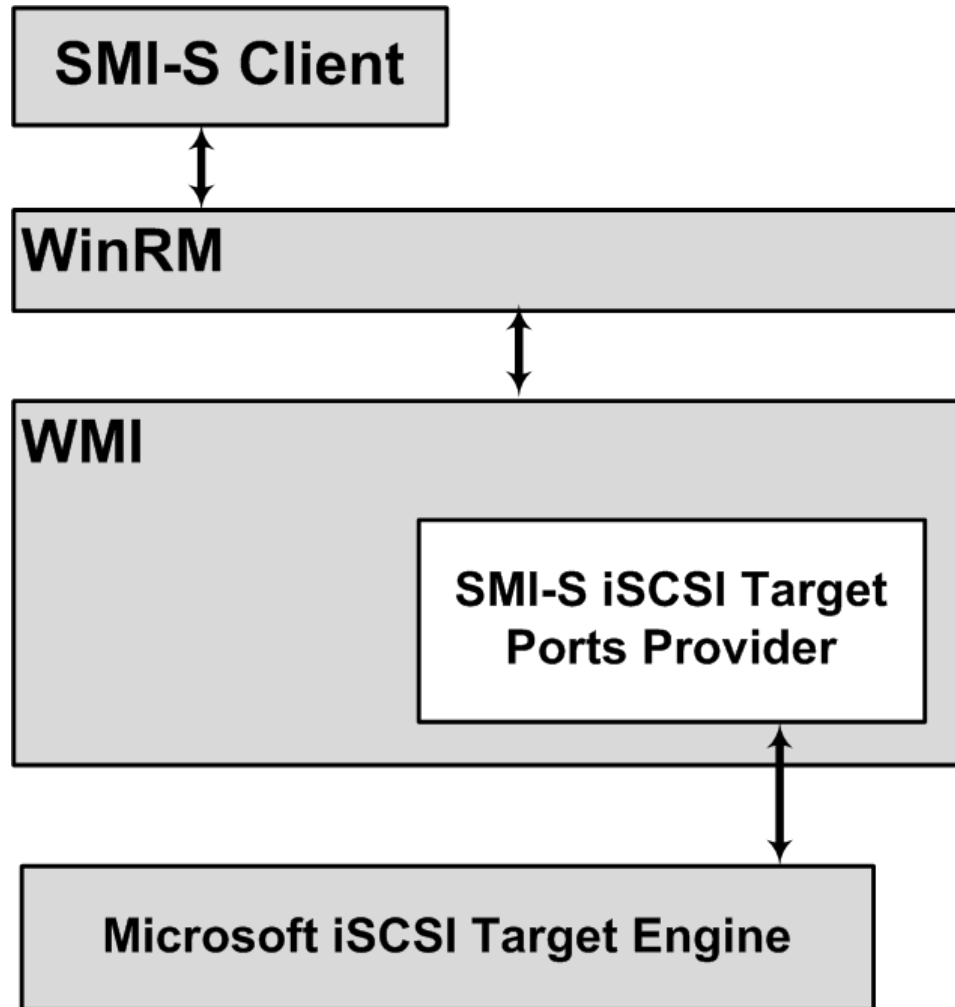 SMI-S Client
WinRM
WMI
SMI-S iSCSI Target
Ports Provider
Microsoft iSCSI Target Engine